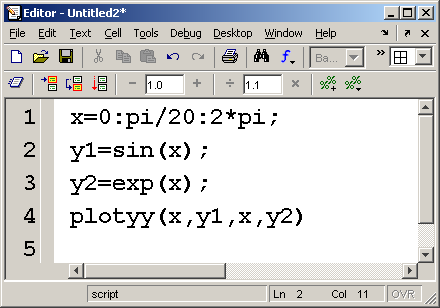 Editor - Untitled2*
File Edit Text Cell Tools Debug Desktop Window Help
Ba...
1.0
1.1
1 x=0:pi/20:2*pi;
2 y1=sin(x);
3 y2=exp(x);
4 plotyy(x,y1,x,y2)
5
script Ln 2 Col 11 OVR